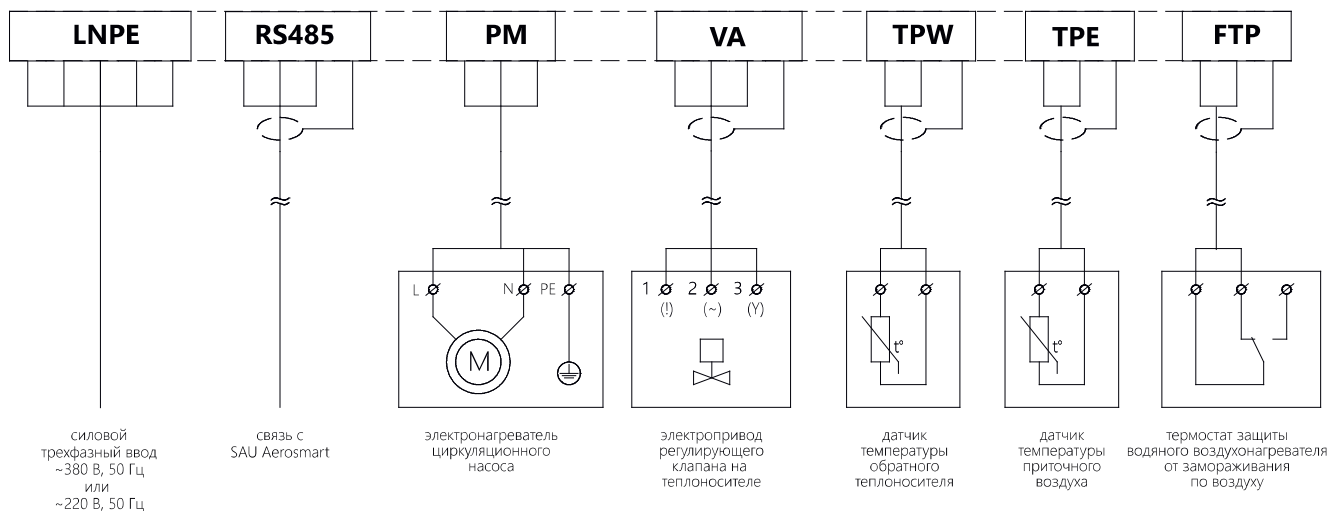 LNPE
RS485
PM
VA
TPW
TPE
FTP
L
N
PE
1
2
3
(!)
(~)
(Y)
M
t°
t°
силовой
трехфазный ввод
~380 В, 50 Гц
или
~220 В, 50 Гц
связь с
SAU Aerosmart
электронагреватель
циркуляционного
насоса
электропривод
регулирующего
клапана на
теплоносителе
датчик
температуры
обратного
теплоносителя
датчик
температуры
приточного
воздуха
термостат защиты
водяного воздухонагревателя
от замораживания
по воздуху